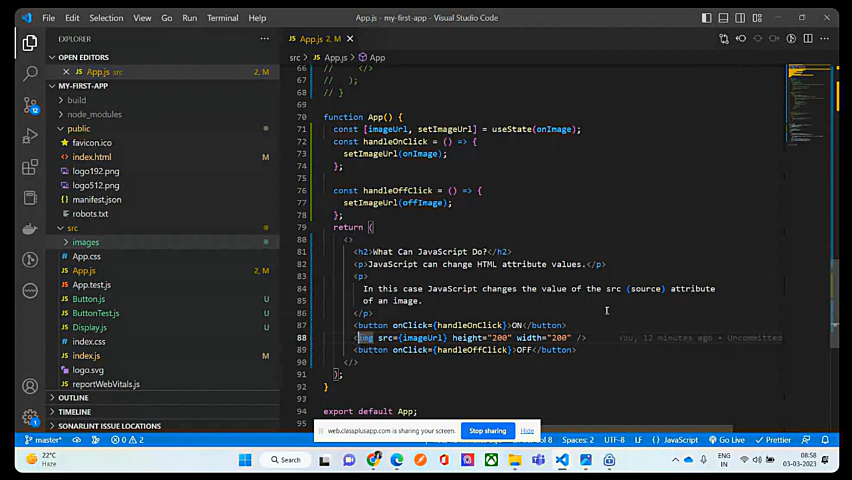 File Edit Selection View Go Run Terminal Help
App.js - my-first-app - Visual Studio Code
EXPLORER
OPEN EDITORS
App.js src 2, M
MY-FIRST-APP
build
node_modules
public
favicon.ico
index.html M
logo192.png
logo512.png
manifest.json
robots.txt
src
images
App.css
App.js 2, M
App.test.js
Button.js U
ButtonTest.js U
Display.js U
index.css
index.js M
logo.svg
reportWebVitals.js
OUTLINE
TIMELINE
SONARLINT ISSUE LOCATIONS
App.js 2, M
src > App.js > App
66 // </>
67 // );
68 // }
69
70 function App() {
71 const [imageUrl, setImageUrl] = useState(onImage);
72 const handleOnClick = () => {
73 setImageUrl(onImage);
74 };
75
76 const handleOffClick = () => {
77 setImageUrl(offImage);
78 };
79 return (
80 <>
81 <h2>What Can JavaScript Do?</h2>
82 <p>JavaScript can change HTML attribute values.</p>
83 <p>
84 In this case JavaScript changes the value of the src (source) attribute
85 of an image.
86 </p>
87 <button onClick={handleOnClick}>ON</button>
88 <img src={imageUrl} height="200" width="200" /> You, 12 minutes ago • Uncommitted
89 <button onClick={handleOffClick}>OFF</button>
90 </>
91 );
92 }
93
94 export default App;
95
web.classplusapp.com is sharing your screen. Stop sharing Hide
master* 0 2 Col 8 Spaces: 2 UTF-8 LF {} JavaScript Go Live Prettier
22°C
Haze
Search
ENG
IN
08:58
03-03-2023